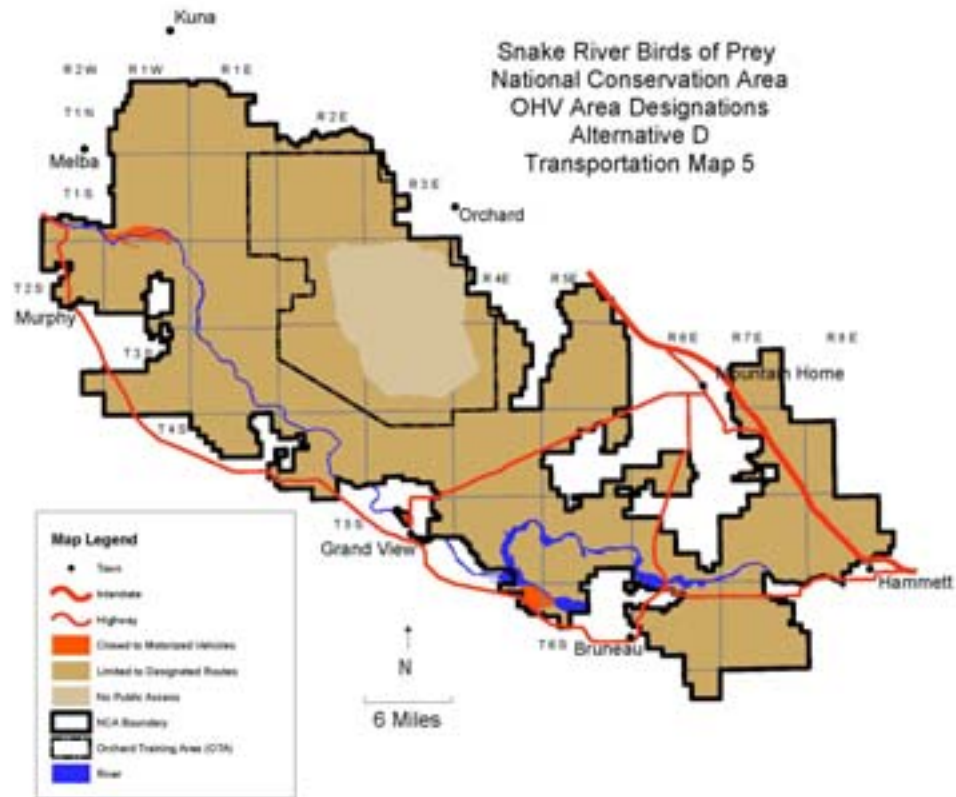 Kuna
Snake River Birds of Prey
National Conservation Area
OHV Area Designations
Alternative D
Transportation Map 5
R 2 W
R 1 W
R 1 E
T 1 N
R 2 E
Melba
T 1 S
R 3 E
Orchard
T 2 S
R 4 E
R 5 E
Murphy
T 3 S
R 6 E
R 7 E
R 8 E
Mountain Home
T 4 S
T 5 S
Grand View
Hammett
T 6 S
Bruneau
N
6 Miles
Map Legend
Town
Interstate
Highway
Closed to Motorized Vehicles
Limited to Designated Routes
No Public Access
NCA Boundary
Orchard Training Area (OTA)
River